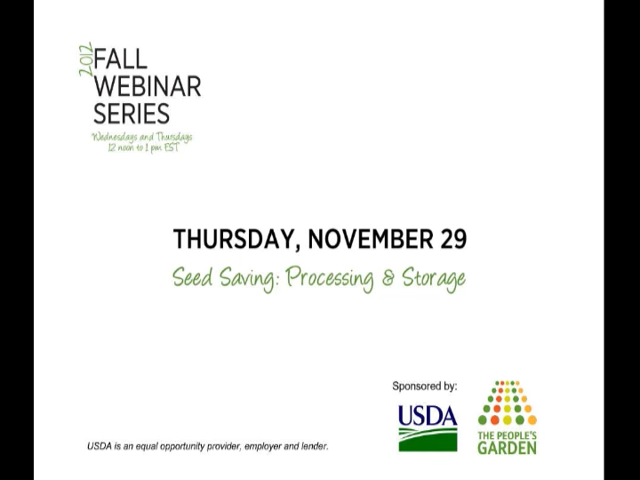 2012
FALL
WEBINAR
SERIES
Wednesdays and Thursdays
12 noon to 1 pm EST
THURSDAY, NOVEMBER 29
Seed Saving: Processing & Storage
Sponsored by:
USDA
THE PEOPLE'S
GARDEN
USDA is an equal opportunity provider, employer and lender.